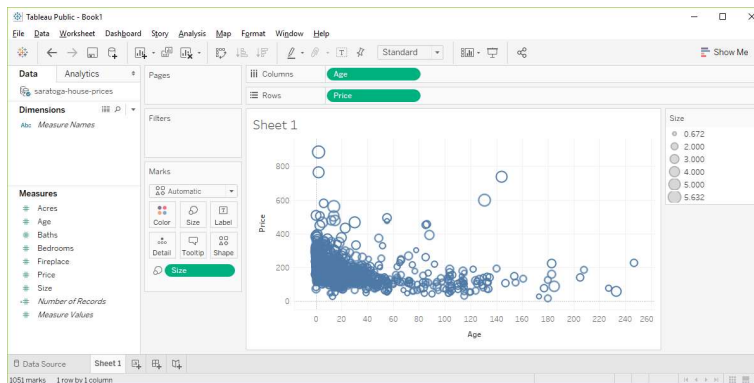 Tableau Public - Book1
File Data Worksheet Dashboard Story Analysis Map Format Window Help
Standard
Show Me
Data Analytics
Pages
Columns Age
Rows Price
saratoga-house-prices
Dimensions
Abc Measure Names
Filters
Sheet 1
Size
0.672
2.000
3.000
4.000
5.000
5.632
Marks
Automatic
Color Size Label
Detail Tooltip Shape
Size
Measures
Acres
Age
Baths
Bedrooms
Fireplace
Price
Size
Number of Records
Measure Values
Price
800
600
400
200
0
0 20 40 60 80 100 120 140 160 180 200 220 240 260
Age
Data Source Sheet 1
1051 marks 1 row by 1 column